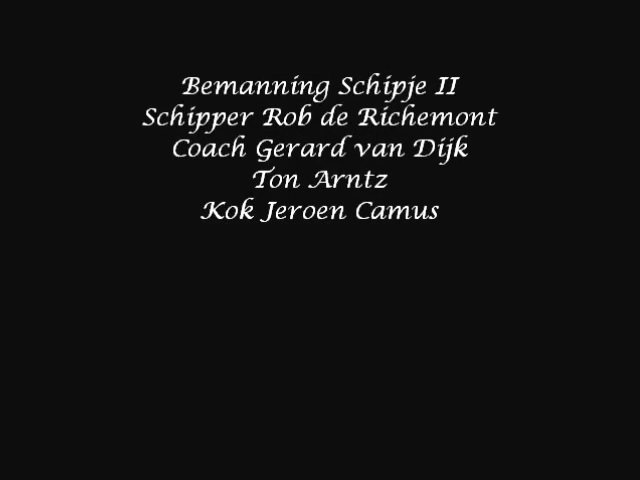 Bemanning Schipje II
Schipper Rob de Richemont
Coach Gerard van Dijk
Ton Arntz
Kok Jeroen Camus